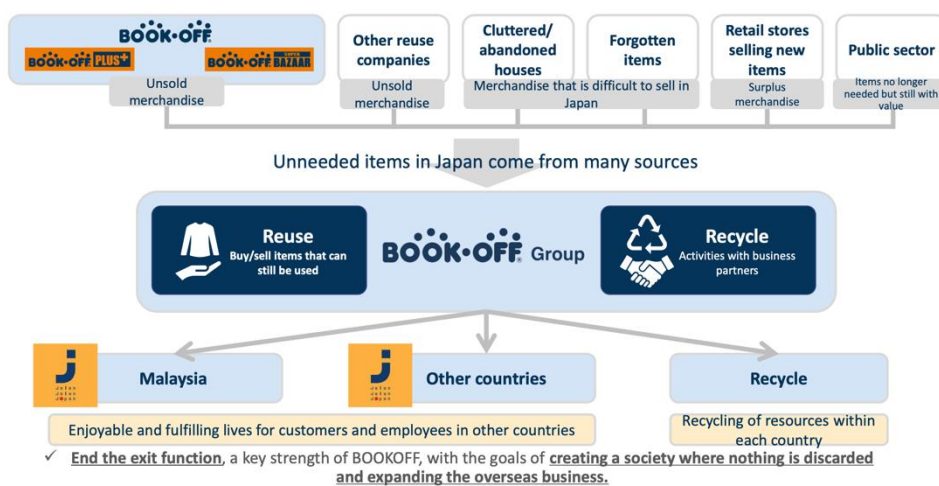 BOOK·OFF
BOOK·OFF PLUS+
BOOK·OFF SUPER BAZAAR
Unsold
merchandise
Other reuse
companies
Unsold
merchandise
Cluttered/
abandoned
houses
Forgotten
items
Merchandise that is difficult to sell in
Japan
Retail stores
selling new
items
Surplus
merchandise
Public sector
Items no longer
needed but still with
value
Unneeded items in Japan come from many sources
Reuse
Buy/sell items that can
still be used
BOOK·OFF Group
Recycle
Activities with business
partners
Jalan
Jalan
Japan
Malaysia
Jalan
Jalan
Japan
Other countries
Recycle
Enjoyable and fulfilling lives for customers and employees in other countries
Recycling of resources within
each country
✓ End the exit function, a key strength of BOOKOFF, with the goals of creating a society where nothing is discarded
and expanding the overseas business.